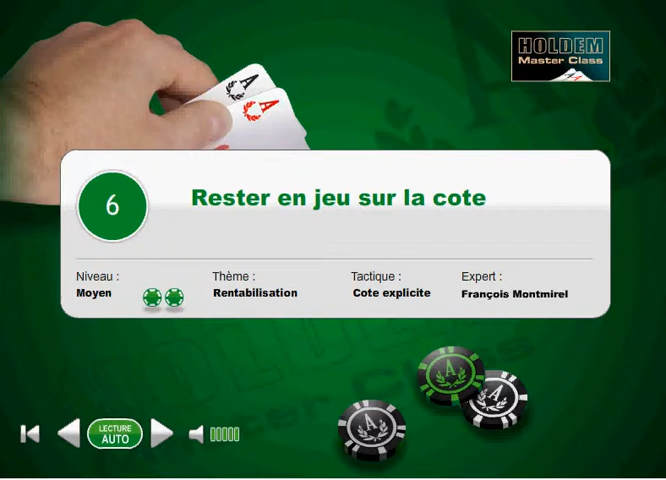 HOLDEM
Master Class
A
A
6
Rester en jeu sur la cote
Niveau :
Moyen
Thème :
Rentabilisation
Tactique :
Cote explicite
Expert :
François Montmirel
A
A
A
LECTURE
AUTO